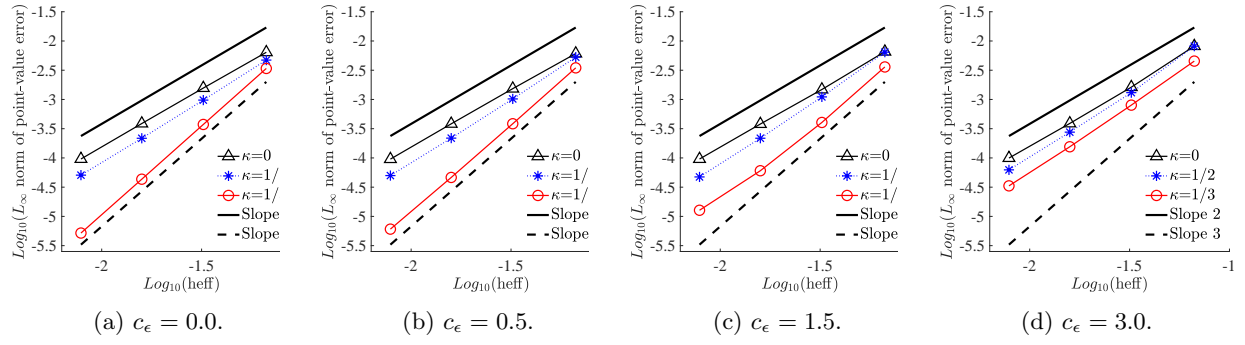 Log₁₀(L∞ norm of point-value error)
-1.5
-2
-2.5
-3
-3.5
-4
-4.5
-5
-5.5
κ=0
κ=1/
κ=1/
Slope
Slope
-2
-1.5
Log₁₀(heff)
(a) cϵ = 0.0.
Log₁₀(L∞ norm of point-value error)
-1.5
-2
-2.5
-3
-3.5
-4
-4.5
-5
-5.5
κ=0
κ=1/
κ=1/
Slope
Slope
-2
-1.5
Log₁₀(heff)
(b) cϵ = 0.5.
Log₁₀(L∞ norm of point-value error)
-1.5
-2
-2.5
-3
-3.5
-4
-4.5
-5
-5.5
κ=0
κ=1/
κ=1/
Slope
Slope
-2
-1.5
Log₁₀(heff)
(c) cϵ = 1.5.
Log₁₀(L∞ norm of point-value error)
-1.5
-2
-2.5
-3
-3.5
-4
-4.5
-5
-5.5
κ=0
κ=1/2
κ=1/3
Slope 2
Slope 3
-2
-1.5
-1
Log₁₀(heff)
(d) cϵ = 3.0.